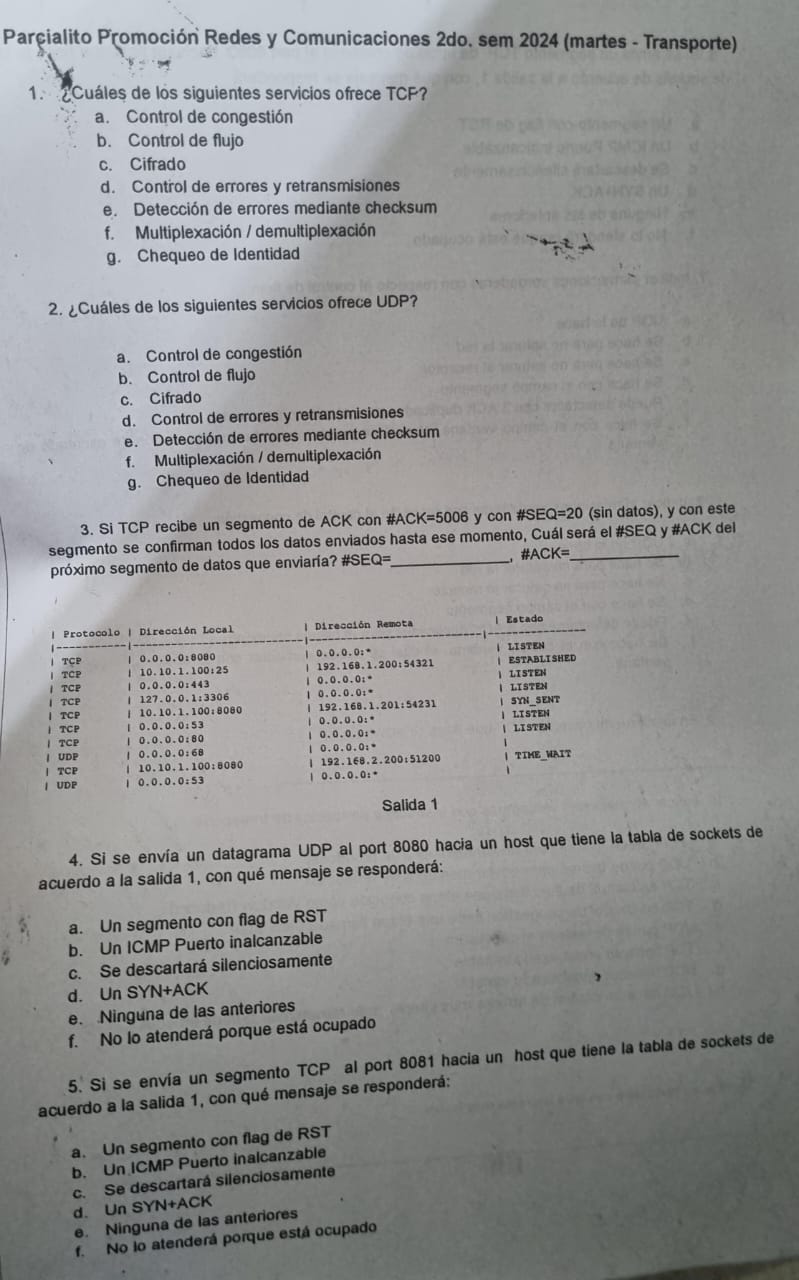 Parcialito Promoción Redes y Comunicaciones 2do. sem 2024 (martes - Transporte)
1. ¿Cuáles de los siguientes servicios ofrece TCP?
a. Control de congestión
b. Control de flujo
c. Cifrado
d. Control de errores y retransmisiones
e. Detección de errores mediante checksum
f. Multiplexación / demultiplexación
g. Chequeo de Identidad
2. ¿Cuáles de los siguientes servicios ofrece UDP?
a. Control de congestión
b. Control de flujo
c. Cifrado
d. Control de errores y retransmisiones
e. Detección de errores mediante checksum
f. Multiplexación / demultiplexación
g. Chequeo de Identidad
3. Si TCP recibe un segmento de ACK con #ACK=5006 y con #SEQ=20 (sin datos), y con este
segmento se confirman todos los datos enviados hasta ese momento, Cuál será el #SEQ y #ACK del
próximo segmento de datos que enviaría? #SEQ=____________, #ACK=____________
| Protocolo | Dirección Local | Dirección Remota | Estado
| TCP | 0.0.0.0:8080 | 0.0.0.0:* | LISTEN
| TCP | 10.10.1.100:25 | 192.168.1.200:54321 | ESTABLISHED
| TCP | 0.0.0.0:443 | 0.0.0.0:* | LISTEN
| TCP | 127.0.0.1:3306 | 0.0.0.0:* | LISTEN
| TCP | 10.10.1.100:8080 | 192.168.1.201:54231 | SYN_SENT
| TCP | 0.0.0.0:53 | 0.0.0.0:* | LISTEN
| TCP | 0.0.0.0:80 | 0.0.0.0:* | LISTEN
| UDP | 0.0.0.0:68 | 0.0.0.0:* |
| TCP | 10.10.1.100:8080 | 192.168.2.200:51200 | TIME_WAIT
| UDP | 0.0.0.0:53 | 0.0.0.0:* |
Salida 1
4. Si se envía un datagrama UDP al port 8080 hacia un host que tiene la tabla de sockets de
acuerdo a la salida 1, con qué mensaje se responderá:
a. Un segmento con flag de RST
b. Un ICMP Puerto inalcanzable
c. Se descartará silenciosamente
d. Un SYN+ACK
e. Ninguna de las anteriores
f. No lo atenderá porque está ocupado
5. Si se envía un segmento TCP al port 8081 hacia un host que tiene la tabla de sockets de
acuerdo a la salida 1, con qué mensaje se responderá:
a. Un segmento con flag de RST
b. Un ICMP Puerto inalcanzable
c. Se descartará silenciosamente
d. Un SYN+ACK
e. Ninguna de las anteriores
f. No lo atenderá porque está ocupado